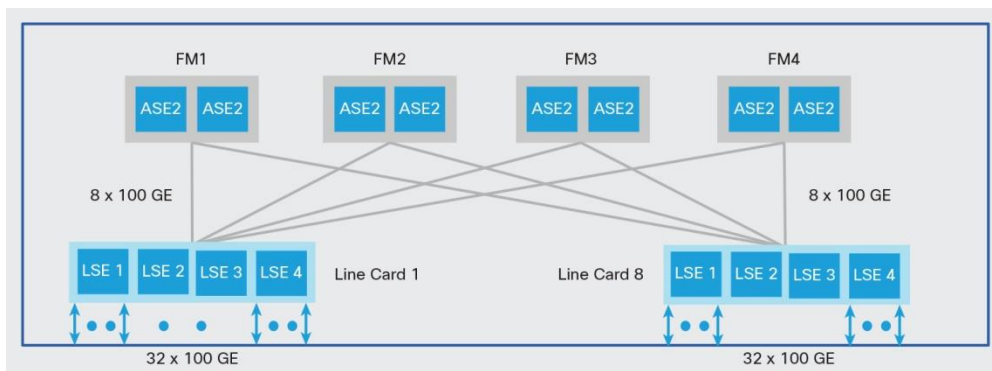 FM1 FM2 FM3 FM4
ASE2 ASE2 ASE2 ASE2 ASE2 ASE2 ASE2 ASE2
8 x 100 GE 8 x 100 GE
LSE 1 LSE 2 LSE 3 LSE 4 Line Card 1 Line Card 8 LSE 1 LSE 2 LSE 3 LSE 4
32 x 100 GE 32 x 100 GE